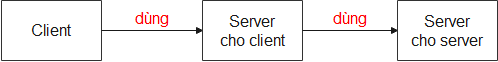 Client
dùng
Server
cho client
dùng
Server
cho server